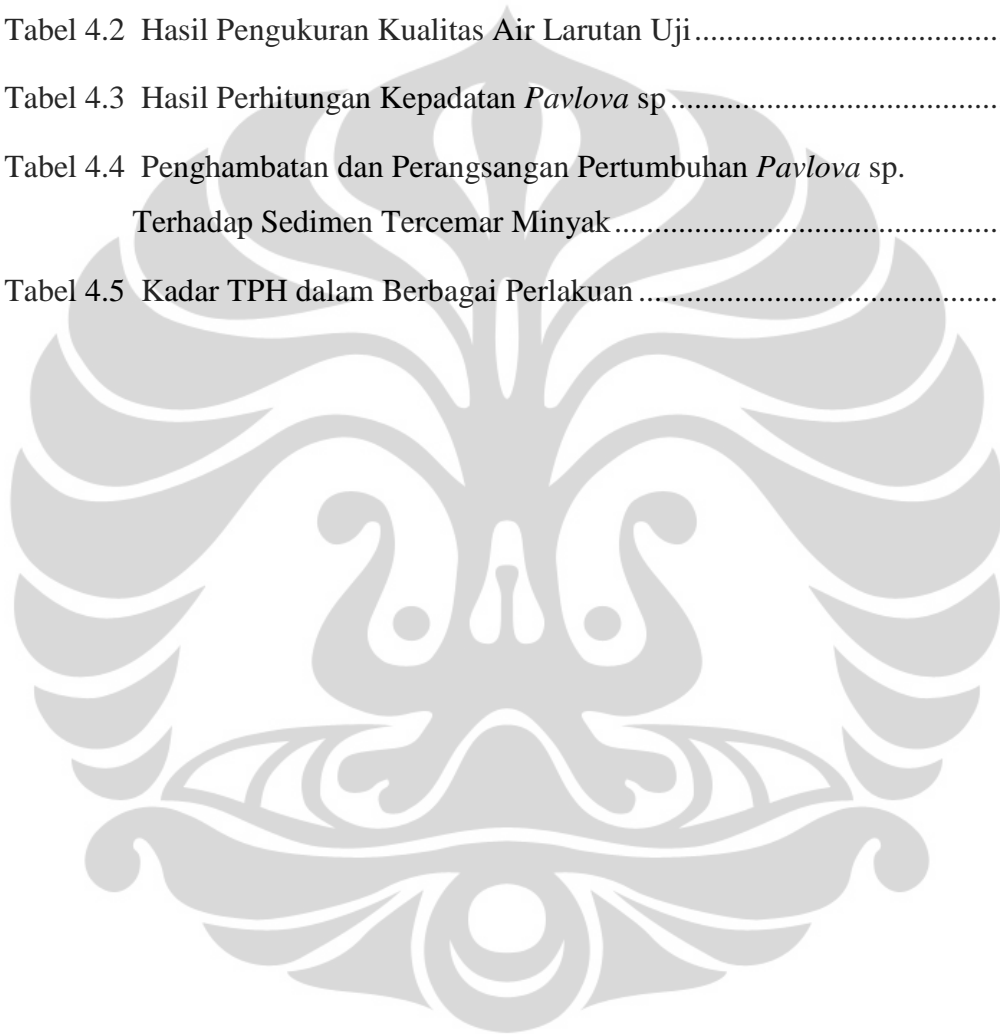 Tabel 4.2 Hasil Pengukuran Kualitas Air Larutan Uji......................................
Tabel 4.3 Hasil Perhitungan Kepadatan Pavlova sp.........................................
Tabel 4.4 Penghambatan dan Perangsangan Pertumbuhan Pavlova sp.
Terhadap Sedimen Tercemar Minyak................................................
Tabel 4.5 Kadar TPH dalam Berbagai Perlakuan.............................................